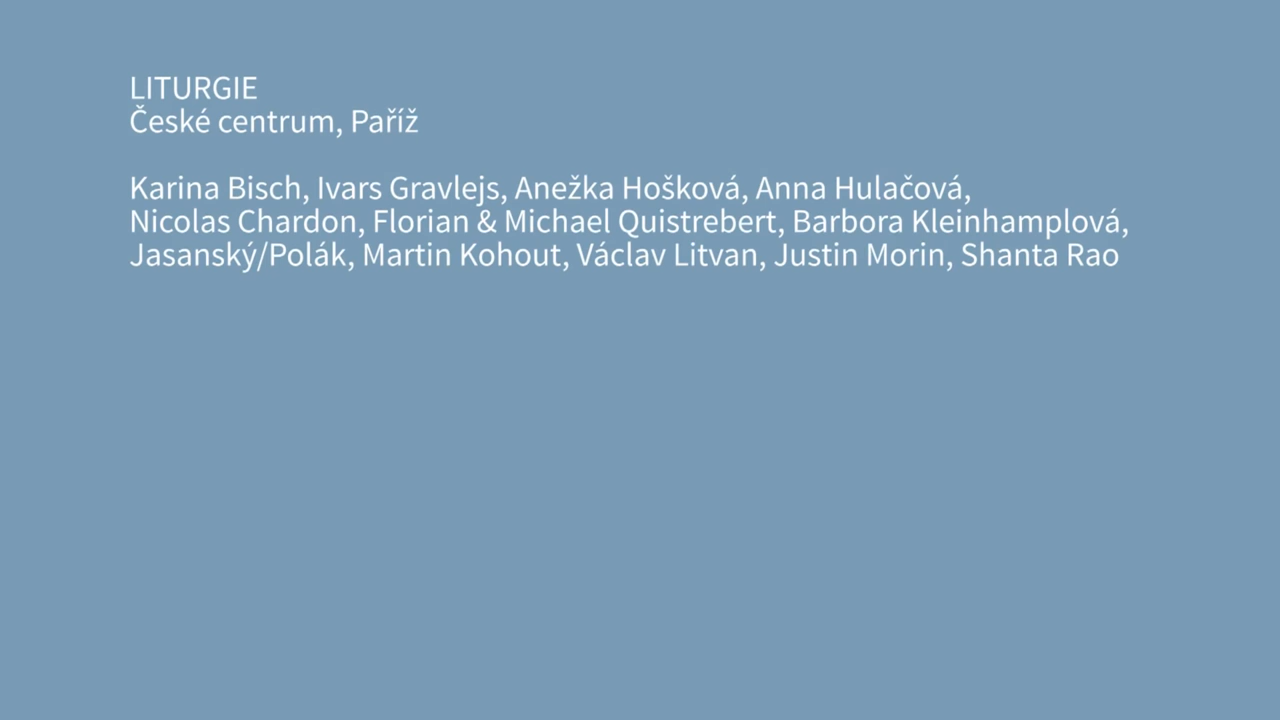 LITURGIE
České centrum, Paříž
Karina Bisch, Ivars Gravlejs, Anežka Hošková, Anna Hulačová,
Nicolas Chardon, Florian & Michael Quistrebert, Barbora Kleinhamplová,
Jasanský/Polák, Martin Kohout, Václav Litvan, Justin Morin, Shanta Rao